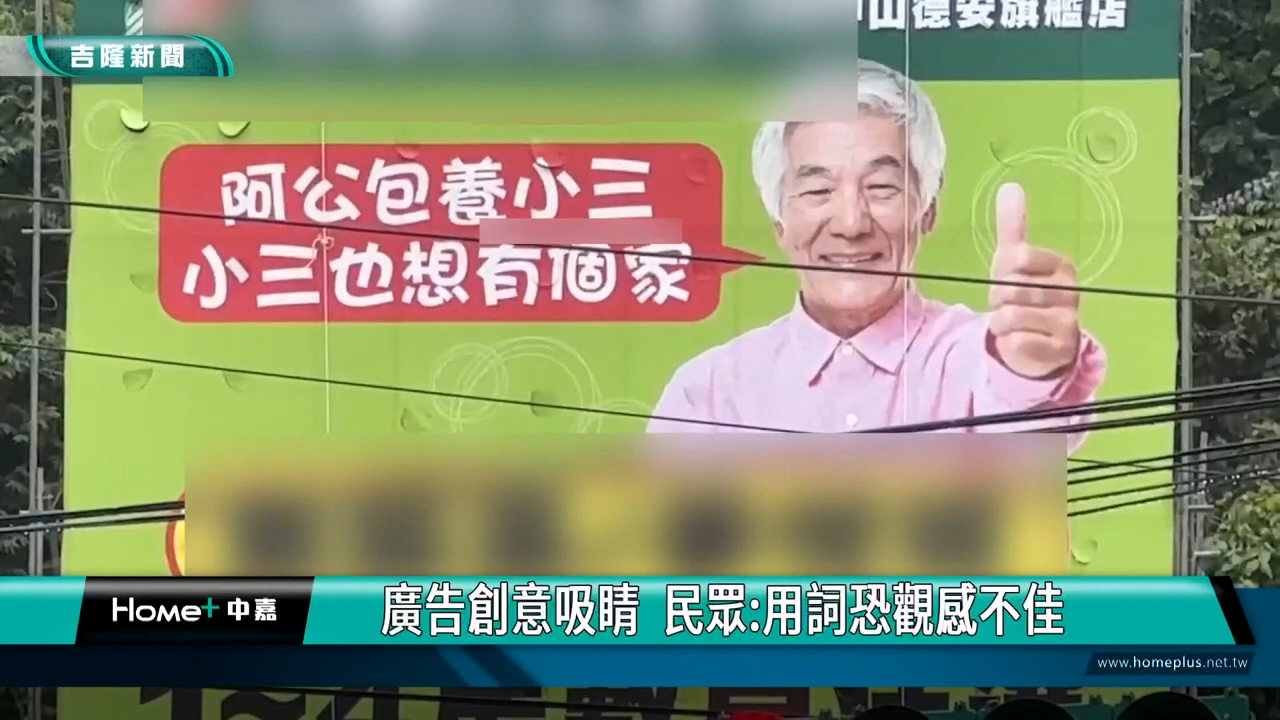 山德安旗艦店
吉隆新聞
阿公包養小三
小三也想有個家
Home+中嘉
廣告創意吸睛 民眾:用詞恐觀感不佳
www.homeplus.net.tw